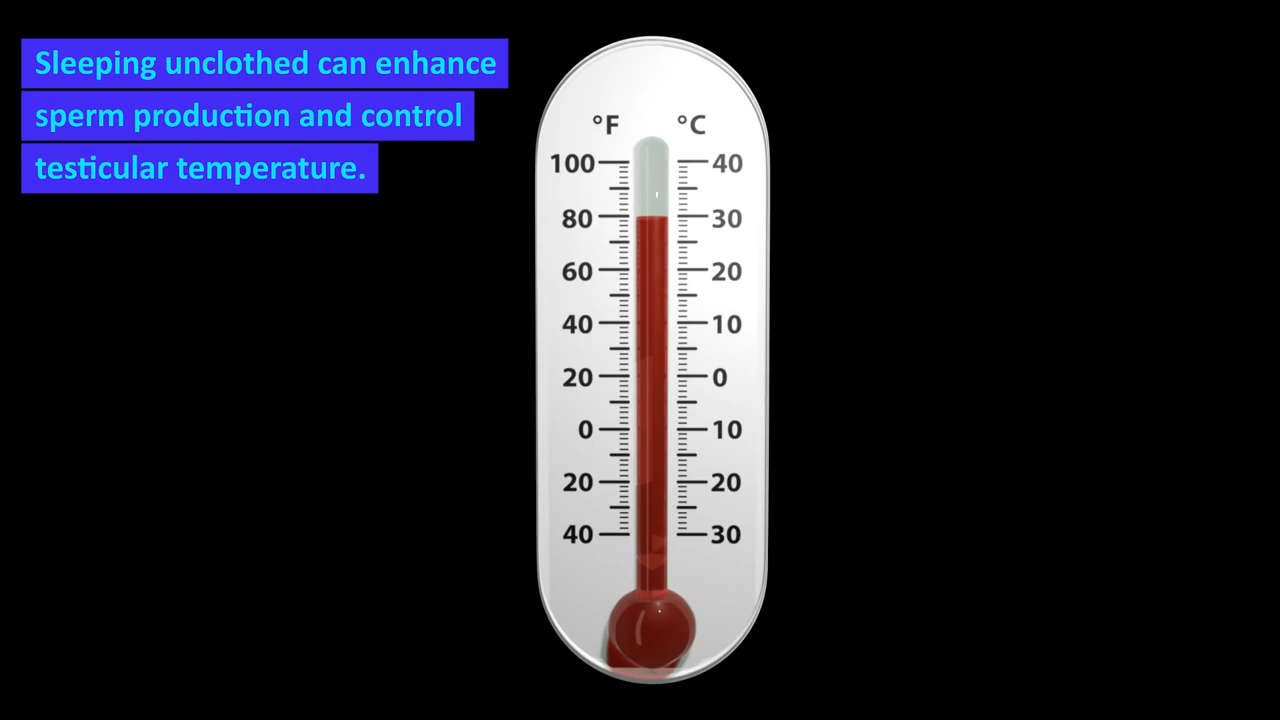 Sleeping unclothed can enhance
sperm production and control
testicular temperature.
°F °C
100 40
80 30
60 20
40 10
20 0
0 10
20 20
40 30